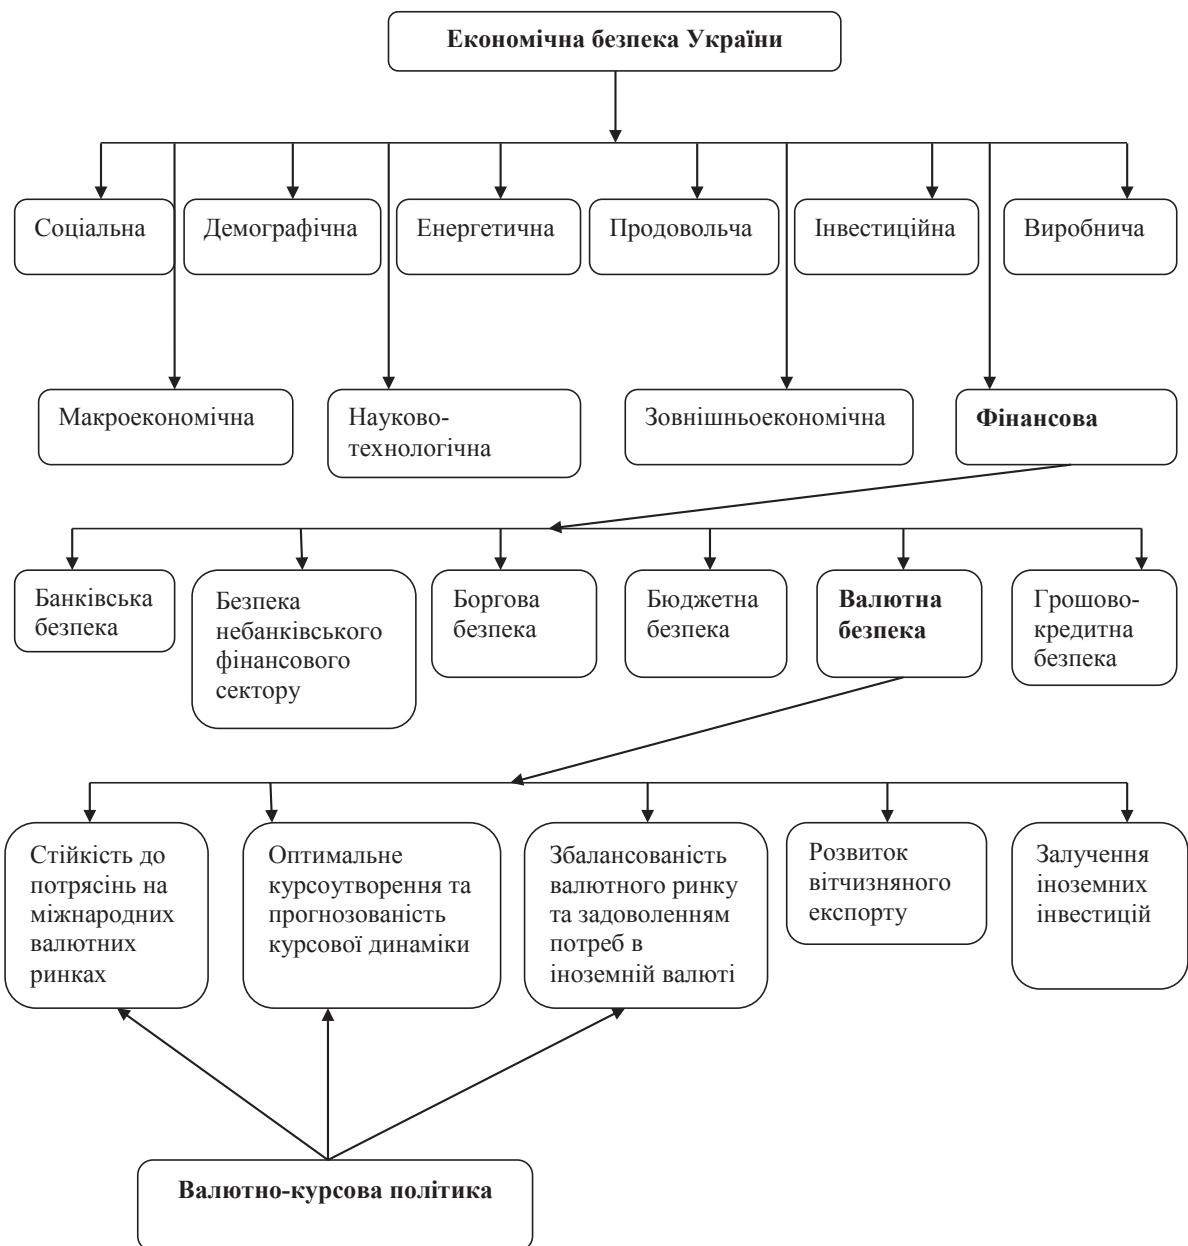 Економічна безпека України
Соціальна
Демографічна
Енергетична
Продовольча
Інвестиційна
Виробнича
Макроекономічна
Науково-
технологічна
Зовнішньоекономічна
Фінансова
Банківська
безпека
Безпека
небанківського
фінансового
сектору
Боргова
безпека
Бюджетна
безпека
Валютна
безпека
Грошово-
кредитна
безпека
Стійкість до
потрясінь на
міжнародних
валютних
ринках
Оптимальне
курсоутворення та
прогнозованість
курсової динаміки
Збалансованість
валютного ринку
та задоволенням
потреб в
іноземній валюті
Розвиток
вітчизняного
експорту
Залучення
іноземних
інвестицій
Валютно-курсова політика